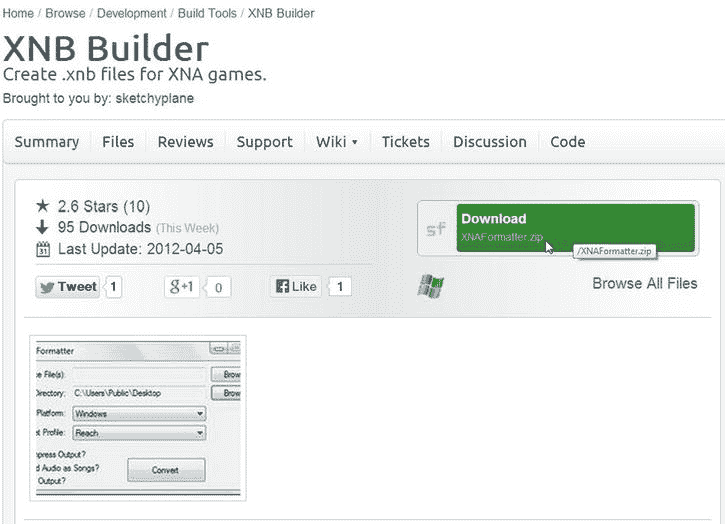 Home / Browse / Development / Build Tools / XNB Builder
XNB Builder
Create .xnb files for XNA games.
Brought to you by: sketchyplane
Summary Files Reviews Support Wiki ▾ Tickets Discussion Code
★ 2.6 Stars (10)
95 Downloads (This Week)
31 Last Update: 2012-04-05
sf
Download
XNAFormatter.zip
/XNAFormatter.zip
Tweet 1
g+1 0
f Like 1
Browse All Files
Formatter
e File(s): Brow
Directory: C:\Users\Public\Desktop Brow
Platform: Windows
t Profile: Reach
press Output?
d Audio as Songs?
Output?
Convert